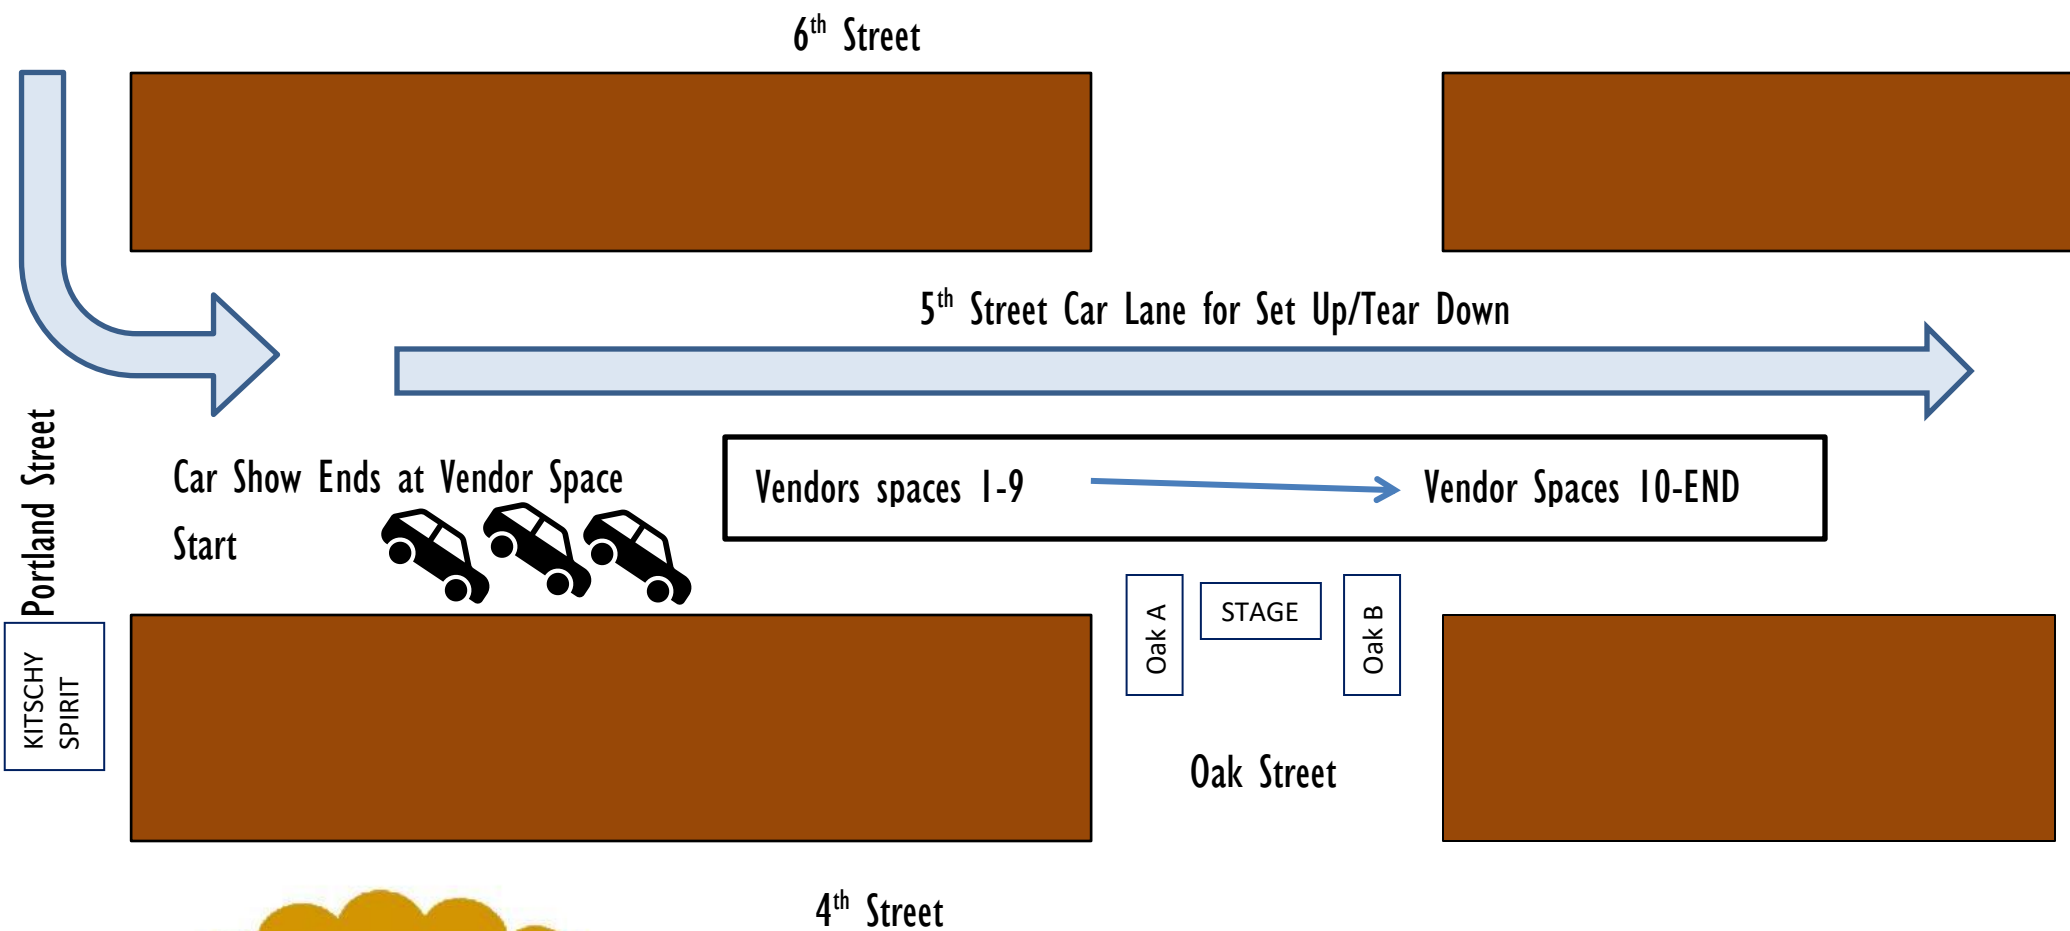 6th Street
5th Street Car Lane for Set Up/Tear Down
Portland Street
Car Show Ends at Vendor Space
Start
Vendors spaces 1-9
Vendor Spaces 10-END
KITSCHY
SPIRIT
Oak A
STAGE
Oak B
Oak Street
4th Street